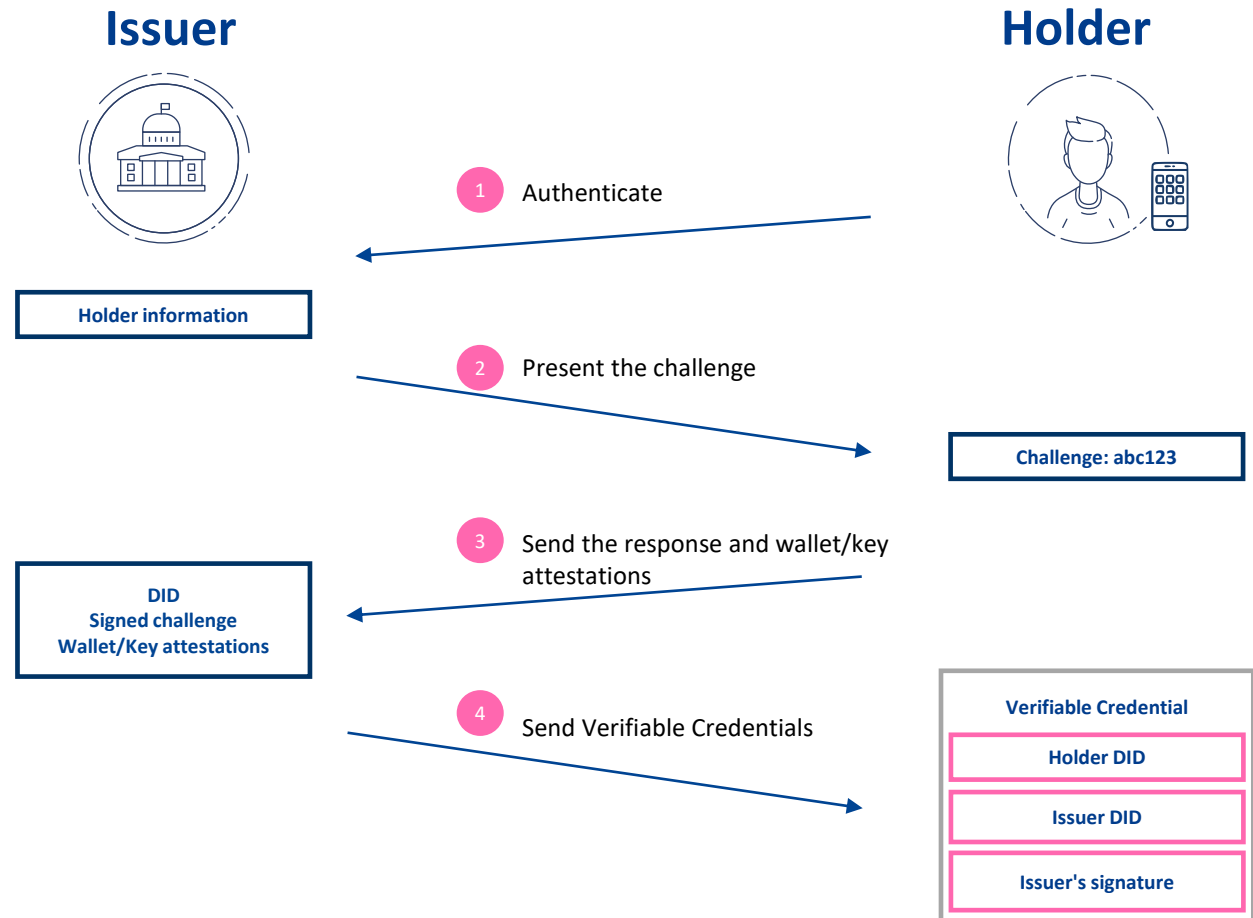 Issuer
Holder
1
Authenticate
Holder information
2
Present the challenge
Challenge: abc123
3
Send the response and wallet/key
attestations
DID
Signed challenge
Wallet/Key attestations
4
Send Verifiable Credentials
Verifiable Credential
Holder DID
Issuer DID
Issuer's signature